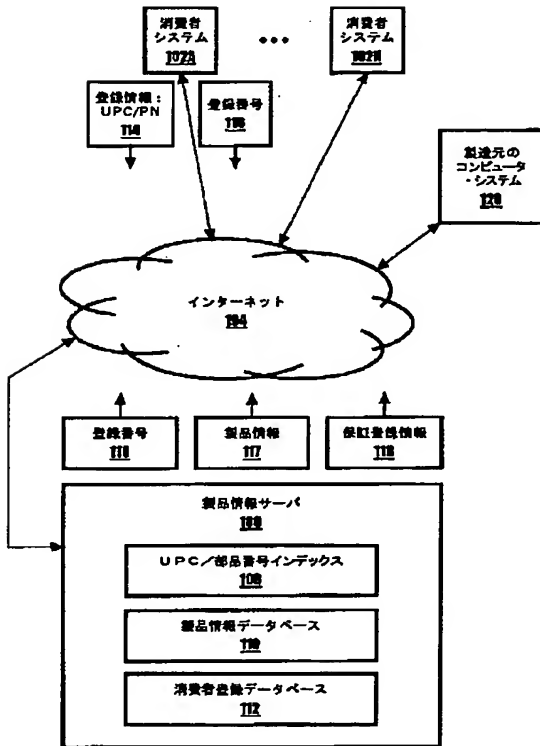 消費者
システム
102A
•••
消費者
システム
102N
登録情報：
UPC/PN
114
登録番号
116
製造元の
コンピュータ
・システム
120
インターネット
104
登録番号
116
製品情報
117
保証登録情報
118
製品情報サーバ
UPC／部品番号インデックス
108
製品情報データベース
110
消費者登録データベース
112